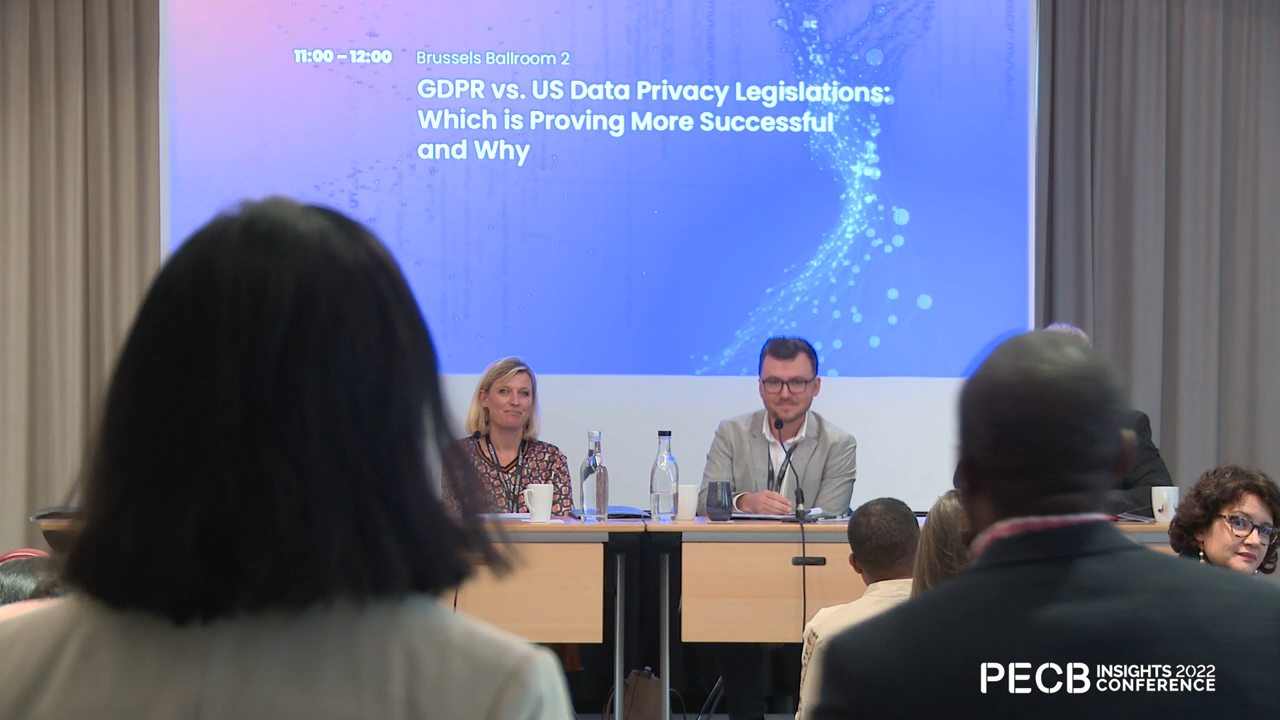 11:00 – 12:00 Brussels Ballroom 2
GDPR vs. US Data Privacy Legislations:
Which is Proving More Successful
and Why
PECB INSIGHTS 2022
CONFERENCE